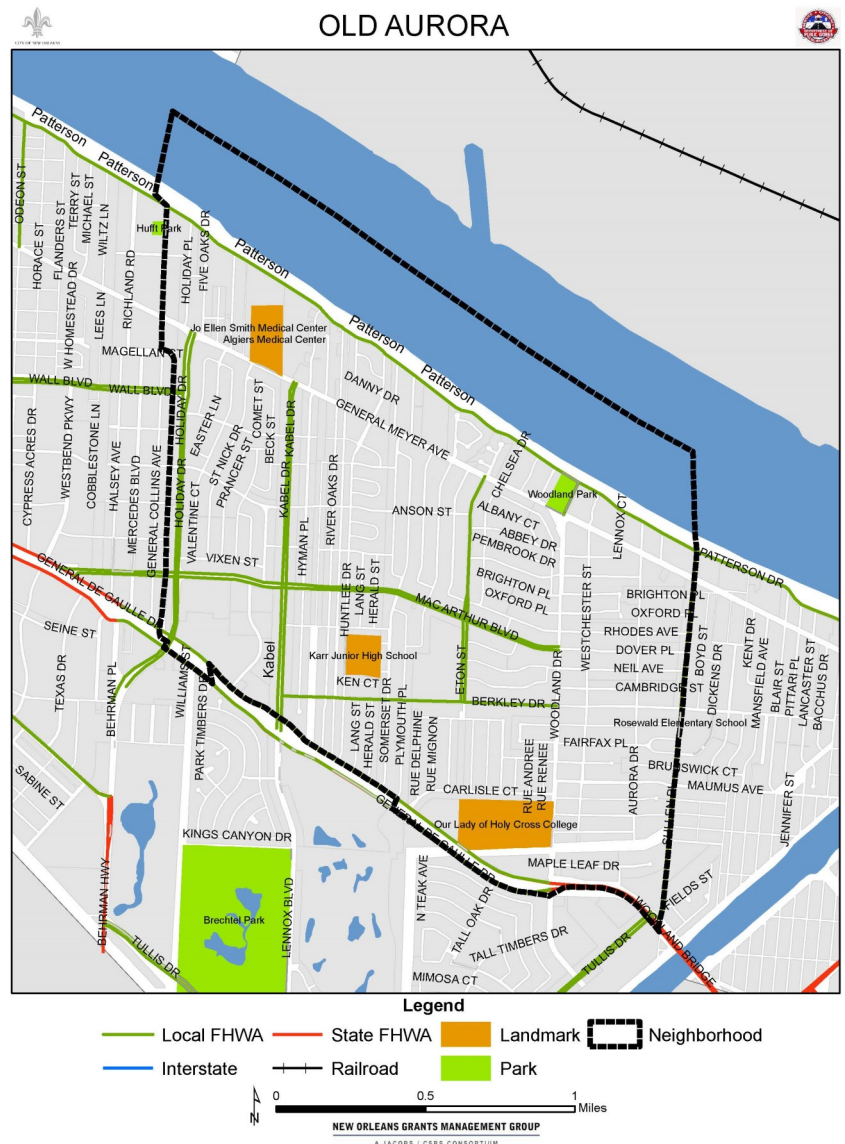 OLD AURORA
CITY OF NEW ORLEANS
Patterson
Patterson
ODEON ST
HORACE ST
FLANDERS ST
TERRY ST
MICHAEL ST
WILTZ LN
W HOMESTEAD DR
LEES LN
RICHLAND RD
Hufft Park
HOLIDAY PL
FIVE OAKS DR
Patterson
Patterson
Patterson
Jo Ellen Smith Medical Center
Algiers Medical Center
MAGELLAN ST
WALL BLVD
WALL BLVD
HOLIDAY DR
HOLIDAY DR
DANNY DR
GENERAL MEYER AVE
CYPRESS ACRES DR
WESTBEND PKWY
COBBLESTONE LN
HALSEY AVE
MERCEDES BLVD
GENERAL COLLINS AVE
VALENTINE CT
EASTER LN
ST NICK DR
PRANCER ST
COMET ST
BECK ST
KABEL DR
KABEL DR
HYMAN PL
RIVER OAKS DR
ANSON ST
CHELSEA DR
Woodland Park
ALBANY CT
ABBEY DR
PEMBROOK DR
LENNOX CT
PATTERSON DR
VIXEN ST
HUNTLEE DR
LANG ST
HERALD ST
BRIGHTON PL
OXFORD PL
MAC ARTHUR BLVD
WESTCHESTER ST
BRIGHTON PL
OXFORD PL
RHODES AVE
DOVER PL
NEIL AVE
CAMBRIDGE ST
BOYD ST
DICKENS DR
KENT DR
MANSFIELD AVE
BLAIR ST
PITTARI PL
LANCASTER ST
BACCHUS DR
GENERAL DE GAULLE DR
SEINE ST
TEXAS DR
BEHRMAN PL
WILLIAMS ST
PARK TIMBERS DR
Kabel
Karr Junior High School
KEN CT
ETON ST
BERKLEY DR
WOODLAND DR
Rosewald Elementary School
LANG ST
HERALD ST
SOMERSET DR
PLYMOUTH PL
RUE DELPHINE
RUE MIGNON
FAIRFAX PL
BRUNSWICK CT
MAUMUS AVE
RUE ANDREE
RUE RENEE
AURORA DR
CULLEN PL
JENNIFER ST
SABINE ST
CARLISLE CT
GENERAL DE GAULLE DR
Our Lady of Holy Cross College
KINGS CANYON DR
MAPLE LEAF DR
BEHRMAN HWY
Brechtel Park
LENNOX BLVD
N TEAK AVE
TALL OAK DR
TALL TIMBERS DR
FIELDS ST
WOODLAND BRIDGE
TULLIS DR
TULLIS DR
MIMOSA CT
Legend
Local FHWA
State FHWA
Landmark
Neighborhood
Interstate
Railroad
Park
N
0 0.5 1
Miles
NEW ORLEANS GRANTS MANAGEMENT GROUP
A JACOBS / CSRS CONSORTIUM